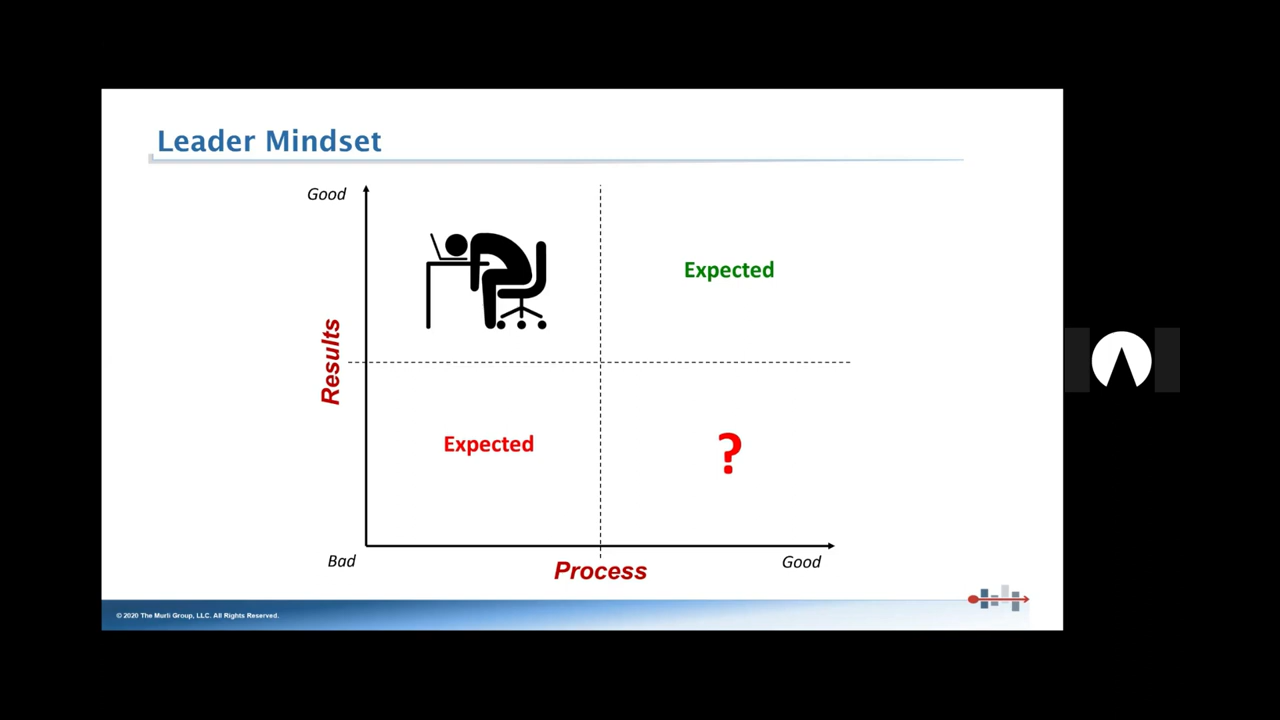 Leader Mindset
Good
Expected
Results
Expected
?
Bad
Good
Process
© 2020 The Murli Group, LLC. All Rights Reserved.